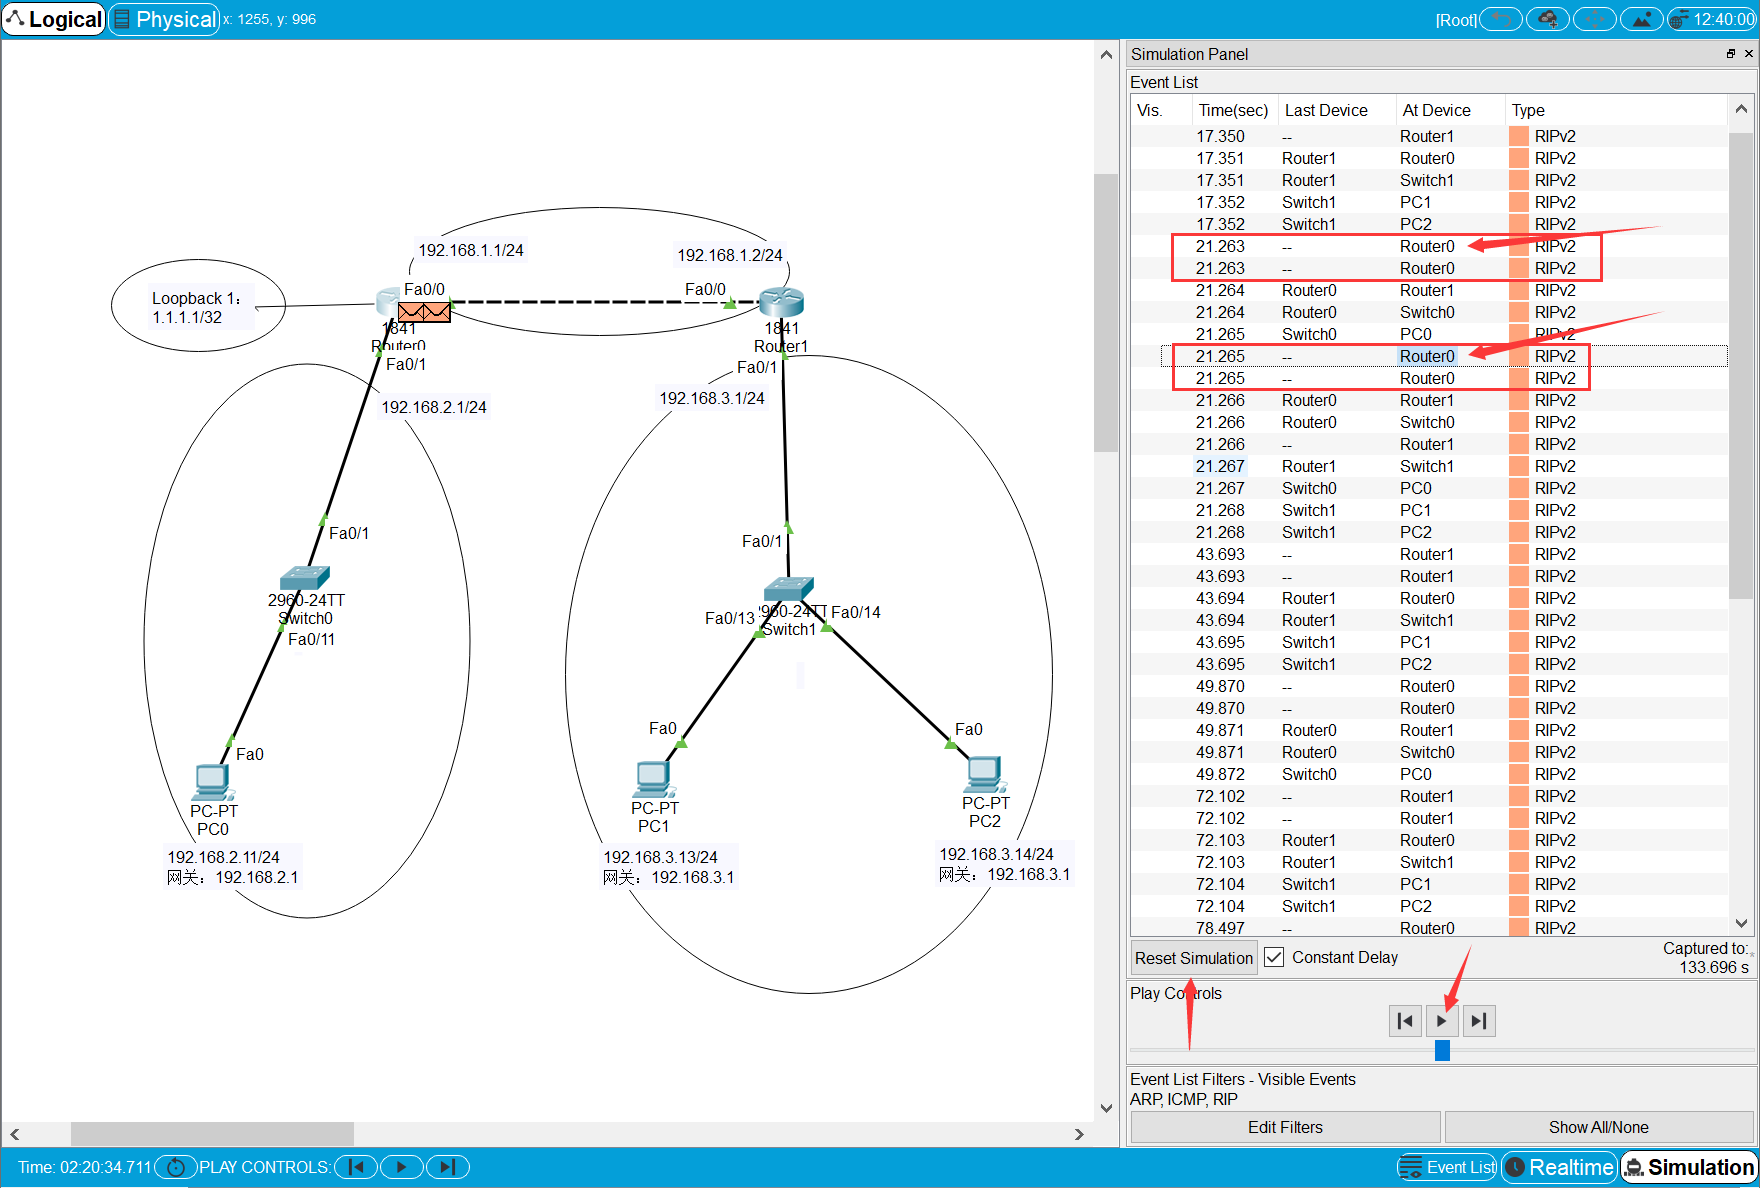 Logical
Physical
x: 1255, y: 996
[Root]
12:40:00
192.168.1.1/24
192.168.1.2/24
Fa0/0
Fa0/0
Loopback 1：
1.1.1.1/32
1841
Router0
Fa0/1
1841
Router1
Fa0/1
192.168.2.1/24
192.168.3.1/24
Fa0/1
Fa0/1
2960-24TT
Switch0
Fa0/11
Fa0/13
2960-24TT
Fa0/14
Switch1
Fa0
Fa0
Fa0
PC-PT
PC0
PC-PT
PC1
PC-PT
PC2
192.168.2.11/24
网关：192.168.2.1
192.168.3.13/24
网关：192.168.3.1
192.168.3.14/24
网关：192.168.3.1
Simulation Panel
Event List
Vis. Time(sec) Last Device At Device Type
17.350 -- Router1 RIPv2
17.351 Router1 Router0 RIPv2
17.351 Router1 Switch1 RIPv2
17.352 Switch1 PC1 RIPv2
17.352 Switch1 PC2 RIPv2
21.263 -- Router0 RIPv2
21.263 -- Router0 RIPv2
21.264 Router0 Router1 RIPv2
21.264 Router0 Switch0 RIPv2
21.265 Switch0 PC0 RIPv2
21.265 -- Router0 RIPv2
21.265 -- Router0 RIPv2
21.266 Router0 Router1 RIPv2
21.266 Router0 Switch0 RIPv2
21.266 -- Router1 RIPv2
21.267 Router1 Switch1 RIPv2
21.267 Switch0 PC0 RIPv2
21.268 Switch1 PC1 RIPv2
21.268 Switch1 PC2 RIPv2
43.693 -- Router1 RIPv2
43.693 -- Router1 RIPv2
43.694 Router1 Router0 RIPv2
43.694 Router1 Switch1 RIPv2
43.695 Switch1 PC1 RIPv2
43.695 Switch1 PC2 RIPv2
49.870 -- Router0 RIPv2
49.870 -- Router0 RIPv2
49.871 Router0 Router1 RIPv2
49.871 Router0 Switch0 RIPv2
49.872 Switch0 PC0 RIPv2
72.102 -- Router1 RIPv2
72.102 -- Router1 RIPv2
72.103 Router1 Router0 RIPv2
72.103 Router1 Switch1 RIPv2
72.104 Switch1 PC1 RIPv2
72.104 Switch1 PC2 RIPv2
78.497 -- Router0 RIPv2
Reset Simulation
Constant Delay
Captured to:
133.696 s
Play Controls
Event List Filters - Visible Events
ARP, ICMP, RIP
Edit Filters
Show All/None
Time: 02:20:34.711
PLAY CONTROLS:
Event List
Realtime
Simulation